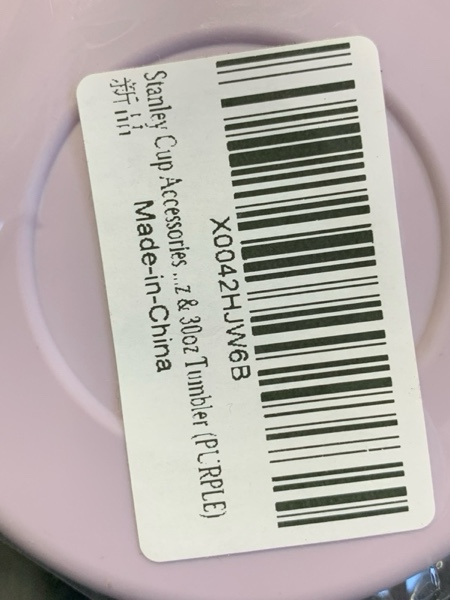 X0042HJW6B
Stanley Cup Accessories ...z & 30oz Tumbler (PURPLE)
新品
Made-in-China